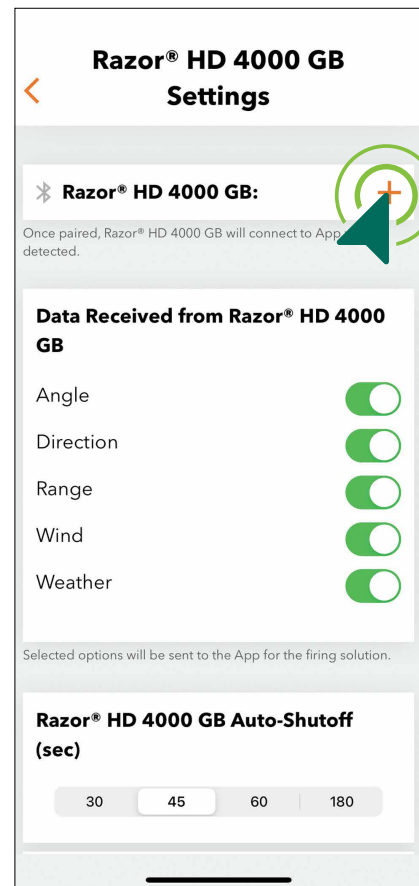 Razor® HD 4000 GB
Settings
Razor® HD 4000 GB:
Once paired, Razor® HD 4000 GB will connect to App
detected.
Data Received from Razor® HD 4000
GB
Angle
Direction
Range
Wind
Weather
Selected options will be sent to the App for the firing solution.
Razor® HD 4000 GB Auto-Shutoff
(sec)
30 45 60 180